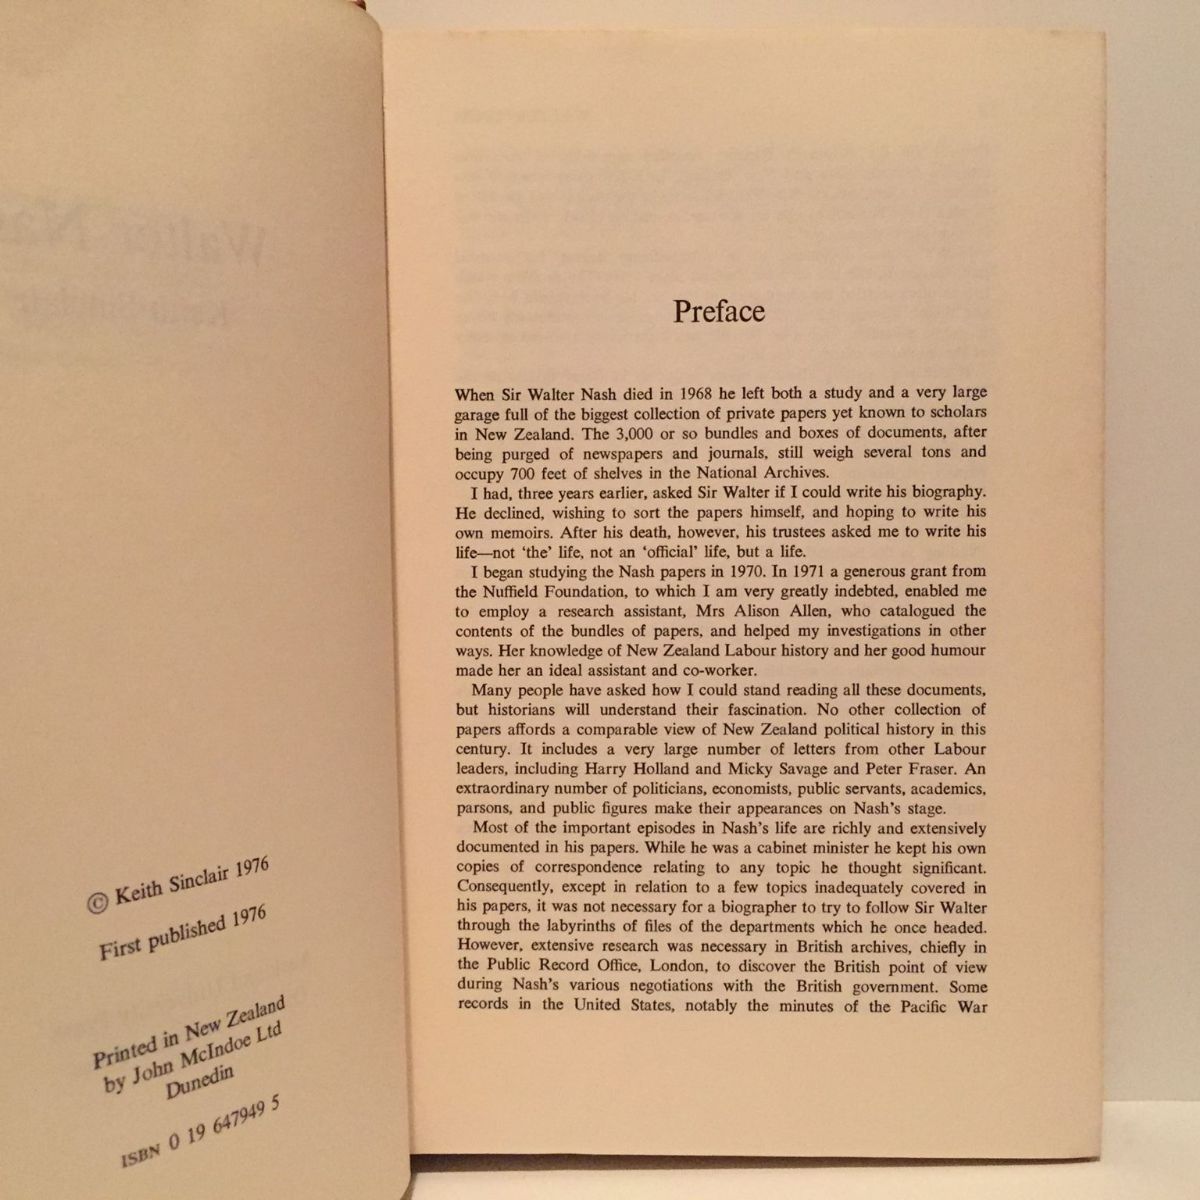 © Keith Sinclair 1976
First published 1976
Printed in New Zealand
by John McIndoe Ltd
Dunedin
ISBN 0 19 647949 5
Preface
When Sir Walter Nash died in 1968 he left both a study and a very large
garage full of the biggest collection of private papers yet known to scholars
in New Zealand. The 3,000 or so bundles and boxes of documents, after
being purged of newspapers and journals, still weigh several tons and
occupy 700 feet of shelves in the National Archives.
I had, three years earlier, asked Sir Walter if I could write his biography.
He declined, wishing to sort the papers himself, and hoping to write his
own memoirs. After his death, however, his trustees asked me to write his
life—not ‘the’ life, not an ‘official’ life, but a life.
I began studying the Nash papers in 1970. In 1971 a generous grant from
the Nuffield Foundation, to which I am very greatly indebted, enabled me
to employ a research assistant, Mrs Alison Allen, who catalogued the
contents of the bundles of papers, and helped my investigations in other
ways. Her knowledge of New Zealand Labour history and her good humour
made her an ideal assistant and co-worker.
Many people have asked how I could stand reading all these documents,
but historians will understand their fascination. No other collection of
papers affords a comparable view of New Zealand political history in this
century. It includes a very large number of letters from other Labour
leaders, including Harry Holland and Micky Savage and Peter Fraser. An
extraordinary number of politicians, economists, public servants, academics,
parsons, and public figures make their appearances on Nash’s stage.
Most of the important episodes in Nash’s life are richly and extensively
documented in his papers. While he was a cabinet minister he kept his own
copies of correspondence relating to any topic he thought significant.
Consequently, except in relation to a few topics inadequately covered in
his papers, it was not necessary for a biographer to try to follow Sir Walter
through the labyrinths of files of the departments which he once headed.
However, extensive research was necessary in British archives, chiefly in
the Public Record Office, London, to discover the British point of view
during Nash’s various negotiations with the British government. Some
records in the United States, notably the minutes of the Pacific War